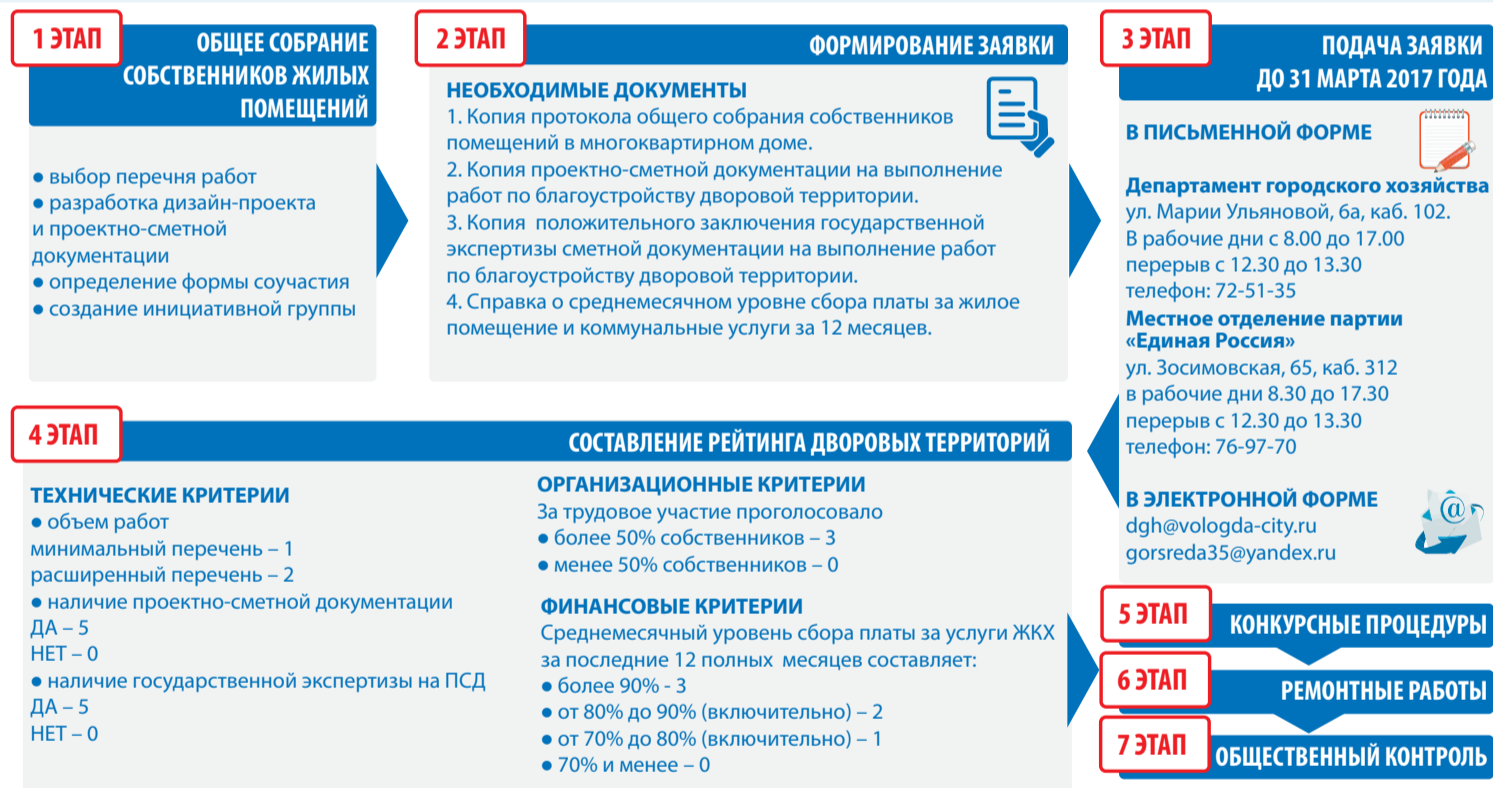 1 ЭТАП
ОБЩЕЕ СОБРАНИЕ
СОБСТВЕННИКОВ ЖИЛЫХ
ПОМЕЩЕНИЙ
● выбор перечня работ
● разработка дизайн-проекта
и проектно-сметной
документации
● определение формы соучастия
● создание инициативной группы
2 ЭТАП
ФОРМИРОВАНИЕ ЗАЯВКИ
НЕОБХОДИМЫЕ ДОКУМЕНТЫ
1. Копия протокола общего собрания собственников
помещений в многоквартирном доме.
2. Копия проектно-сметной документации на выполнение
работ по благоустройству дворовой территории.
3. Копия положительного заключения государственной
экспертизы сметной документации на выполнение работ
по благоустройству дворовой территории.
4. Справка о среднемесячном уровне сбора платы за жилое
помещение и коммунальные услуги за 12 месяцев.
3 ЭТАП
ПОДАЧА ЗАЯВКИ
ДО 31 МАРТА 2017 ГОДА
В ПИСЬМЕННОЙ ФОРМЕ
Департамент городского хозяйства
ул. Марии Ульяновой, 6а, каб. 102.
В рабочие дни с 8.00 до 17.00
перерыв с 12.30 до 13.30
телефон: 72-51-35
Местное отделение партии
«Единая Россия»
ул. Зосимовская, 65, каб. 312
в рабочие дни 8.30 до 17.30
перерыв с 12.30 до 13.30
телефон: 76-97-70
В ЭЛЕКТРОННОЙ ФОРМЕ
dgh@vologda-city.ru
gorsreda35@yandex.ru
@
4 ЭТАП
СОСТАВЛЕНИЕ РЕЙТИНГА ДВОРОВЫХ ТЕРРИТОРИЙ
ТЕХНИЧЕСКИЕ КРИТЕРИИ
● объем работ
минимальный перечень – 1
расширенный перечень – 2
● наличие проектно-сметной документации
ДА – 5
НЕТ – 0
● наличие государственной экспертизы на ПСД
ДА – 5
НЕТ – 0
ОРГАНИЗАЦИОННЫЕ КРИТЕРИИ
За трудовое участие проголосовало
● более 50% собственников – 3
● менее 50% собственников – 0
ФИНАНСОВЫЕ КРИТЕРИИ
Среднемесячный уровень сбора платы за услуги ЖКХ
за последние 12 полных месяцев составляет:
● более 90% - 3
● от 80% до 90% (включительно) – 2
● от 70% до 80% (включительно) – 1
● 70% и менее – 0
5 ЭТАП
КОНКУРСНЫЕ ПРОЦЕДУРЫ
6 ЭТАП
РЕМОНТНЫЕ РАБОТЫ
7 ЭТАП
ОБЩЕСТВЕННЫЙ КОНТРОЛЬ